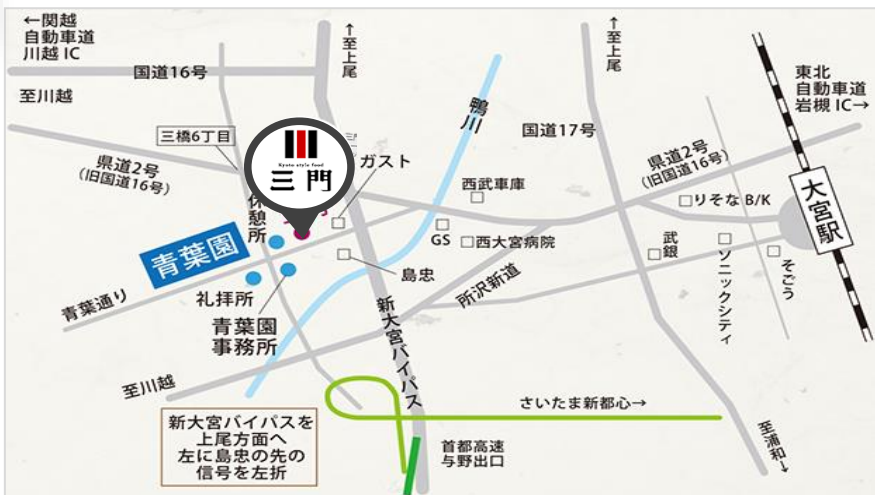 ←関越
自動車道
川越 IC
国道16号
至川越
三橋6丁目
県道2号
(旧国道16号)
↑至上尾
Kyoto style food
三門
ガスト
休憩所
青葉園
島忠
礼拝所
青葉園
事務所
青葉通り
至川越
鴨川
西武車庫
GS
西大宮病院
所沢新道
新大宮バイパス
↑至上尾
国道17号
東北
自動車道
岩槻 IC→
県道2号
(旧国道16号)
りそな B/K
大宮駅
武銀
ソニックシティ
そごう
さいたま新都心→
至浦和→
首都高速
与野出口
新大宮バイパスを
上尾方面へ
左に島忠の先の
信号を左折